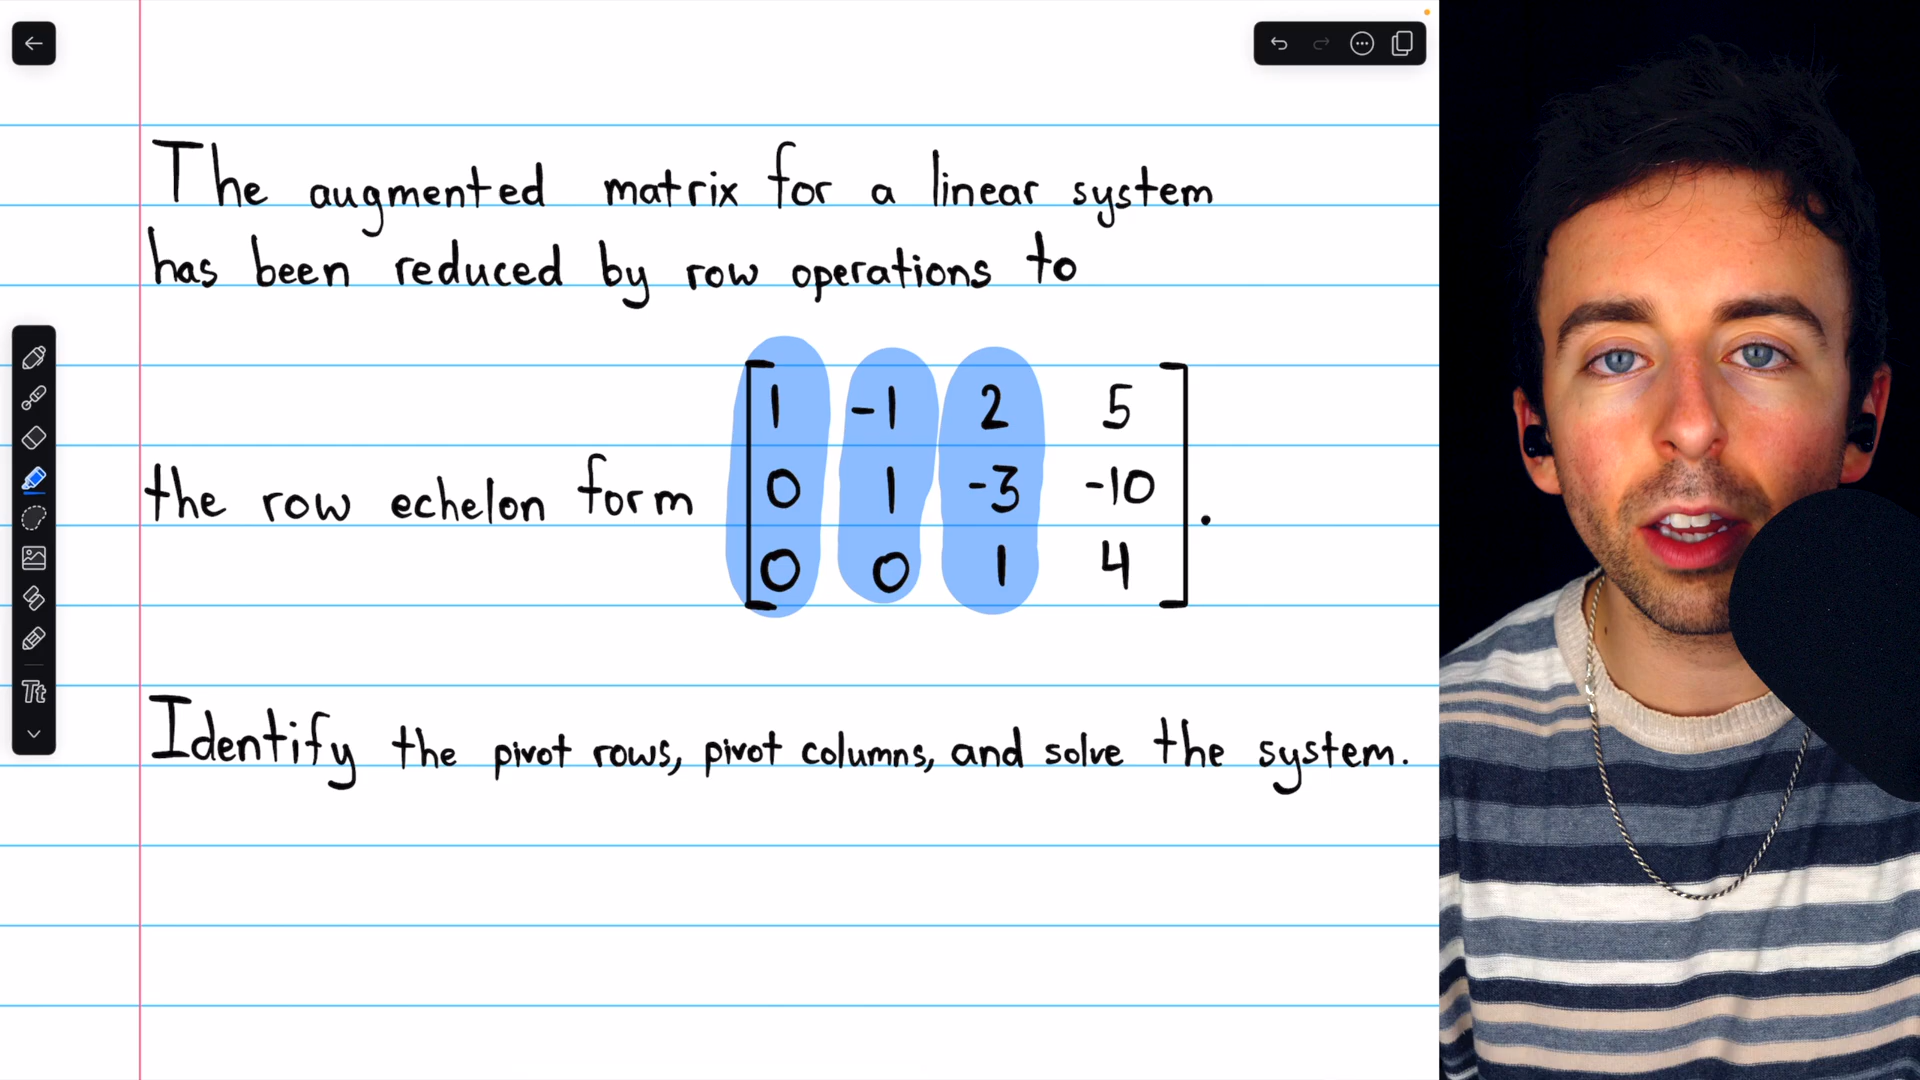 The augmented matrix for a linear system
has been reduced by row operations to
1 -1 2 5
the row echelon form 0 1 -3 -10 .
0 0 1 4
Identify the pivot rows, pivot columns, and solve the system.
Tt